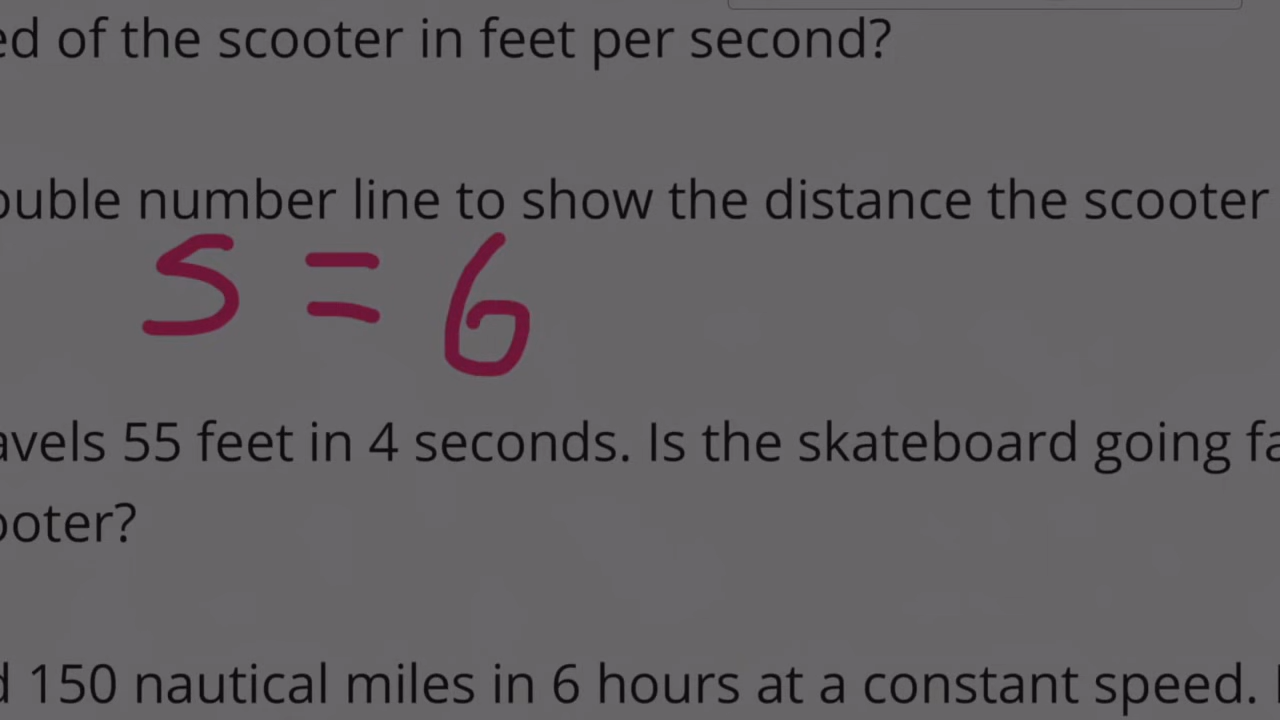 ed of the scooter in feet per second?
ouble number line to show the distance the scooter
s = 6
avels 55 feet in 4 seconds. Is the skateboard going fa
ooter?
d 150 nautical miles in 6 hours at a constant speed.